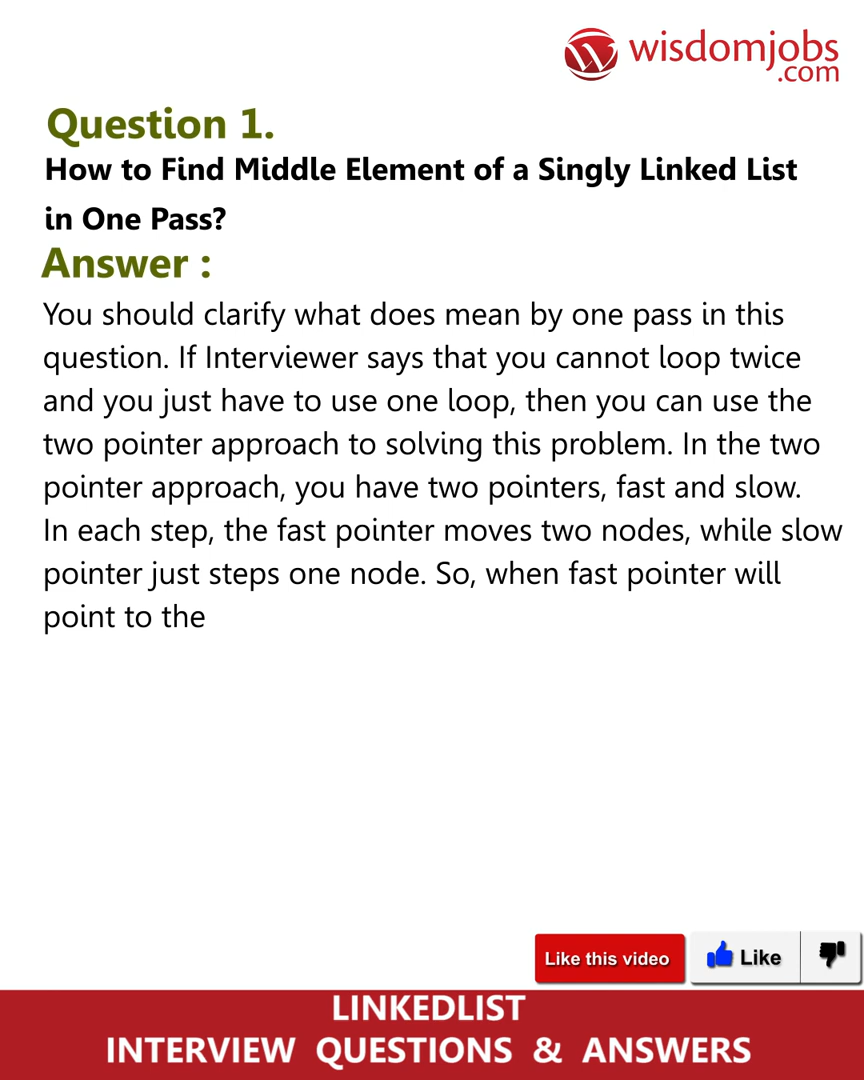 wisdomjobs
.com
Question 1.
How to Find Middle Element of a Singly Linked List
in One Pass?
Answer :
You should clarify what does mean by one pass in this
question. If Interviewer says that you cannot loop twice
and you just have to use one loop, then you can use the
two pointer approach to solving this problem. In the two
pointer approach, you have two pointers, fast and slow.
In each step, the fast pointer moves two nodes, while slow
pointer just steps one node. So, when fast pointer will
point to the
Like this video
Like
LINKEDLIST
INTERVIEW QUESTIONS & ANSWERS